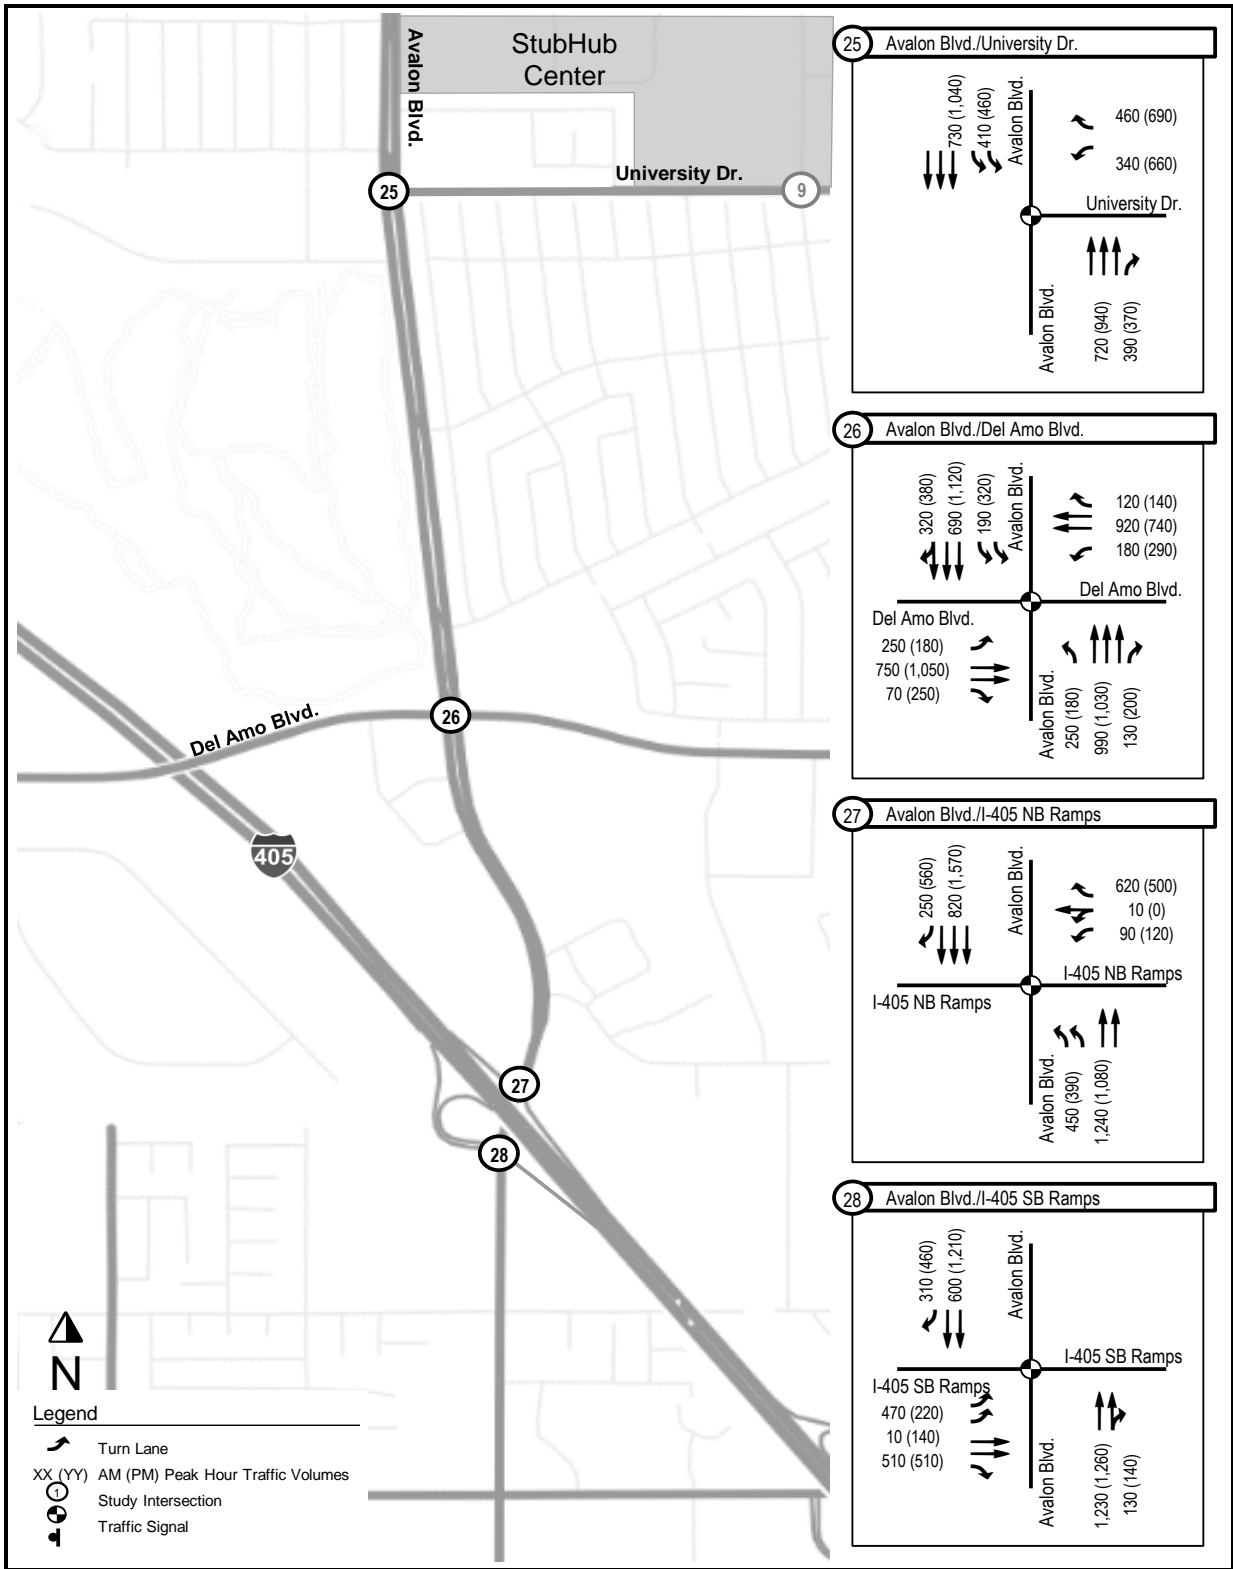 StubHub
Center
Avalon Blvd.
University Dr.
25
9
Del Amo Blvd.
26
405
27
28
N
Legend
Turn Lane
XX (YY) AM (PM) Peak Hour Traffic Volumes
1
Study Intersection
Traffic Signal
25 Avalon Blvd./University Dr.
730 (1,040)
410 (460)
Avalon Blvd.
460 (690)
340 (660)
University Dr.
Avalon Blvd.
720 (940)
390 (370)
26 Avalon Blvd./Del Amo Blvd.
320 (380)
690 (1,120)
190 (320)
Avalon Blvd.
120 (140)
920 (740)
180 (290)
Del Amo Blvd.
Del Amo Blvd.
250 (180)
750 (1,050)
70 (250)
Avalon Blvd.
250 (180)
990 (1,030)
130 (200)
27 Avalon Blvd./I-405 NB Ramps
250 (560)
820 (1,570)
Avalon Blvd.
620 (500)
10 (0)
90 (120)
I-405 NB Ramps
I-405 NB Ramps
Avalon Blvd.
450 (390)
1,240 (1,080)
28 Avalon Blvd./I-405 SB Ramps
310 (460)
600 (1,210)
Avalon Blvd.
I-405 SB Ramps
I-405 SB Ramps
470 (220)
10 (140)
510 (510)
Avalon Blvd.
1,230 (1,260)
130 (140)